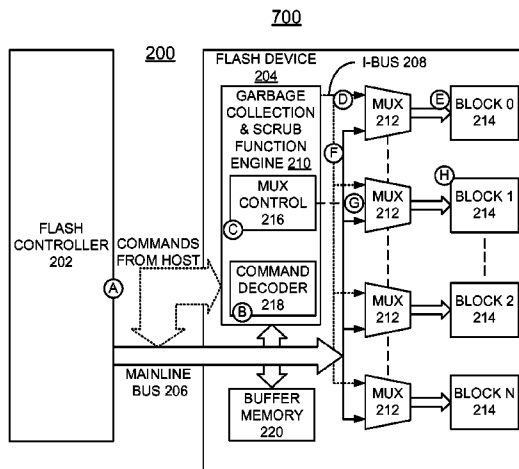 700
200
FLASH DEVICE
204
I-BUS 208
GARBAGE
COLLECTION
& SCRUB
FUNCTION
ENGINE 210
D
MUX
212
E
BLOCK 0
214
F
MUX
CONTROL
216
C
G
MUX
212
H
BLOCK 1
214
FLASH
CONTROLLER
202
COMMANDS
FROM HOST
A
COMMAND
DECODER
218
B
MUX
212
BLOCK 2
214
MAINLINE
BUS 206
BUFFER
MEMORY
220
MUX
212
BLOCK N
214